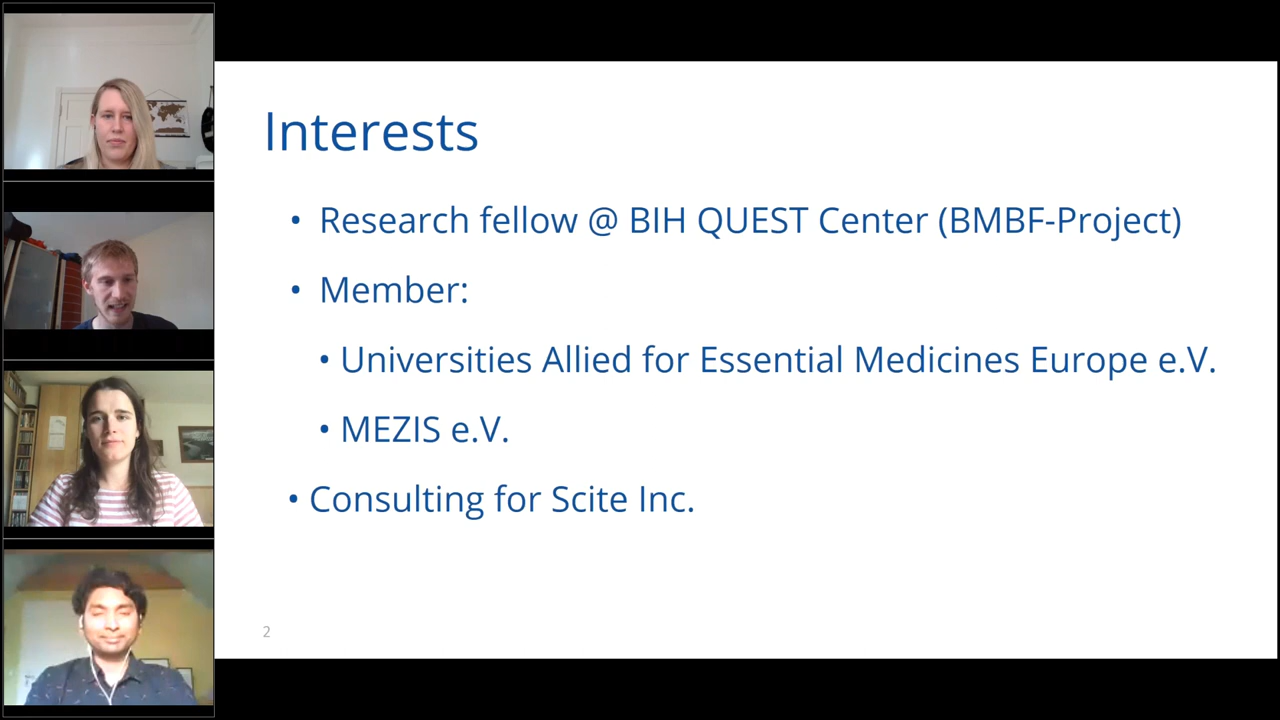 Interests
• Research fellow @ BIH QUEST Center (BMBF-Project)
• Member:
• Universities Allied for Essential Medicines Europe e.V.
• MEZIS e.V.
• Consulting for Scite Inc.
2